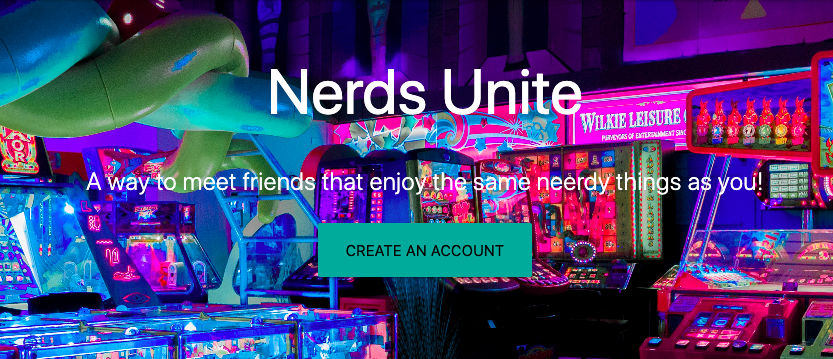 Nerds Unite
WILKIE LEISURE
PURVEYORS OF ENTERTAINMENT SINC
A way to meet friends that enjoy the same neerdy things as you!
CREATE AN ACCOUNT